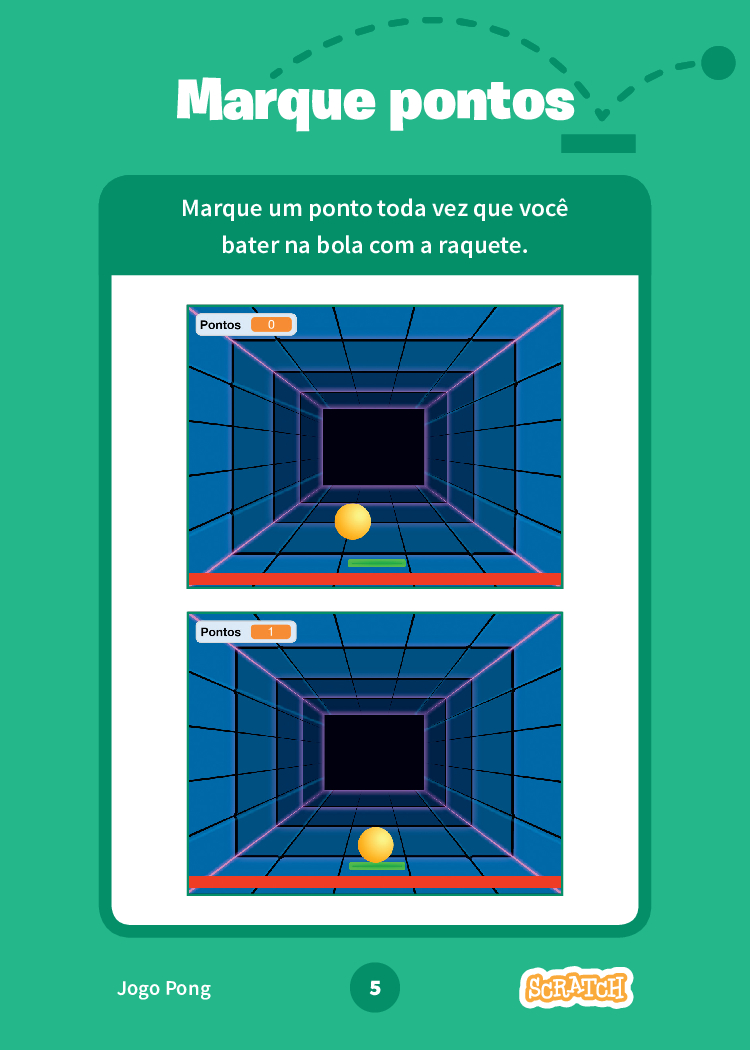 Marque pontos
Marque um ponto toda vez que você
bater na bola com a raquete.
Pontos 0
Pontos 1
Jogo Pong
5
SCRATCH